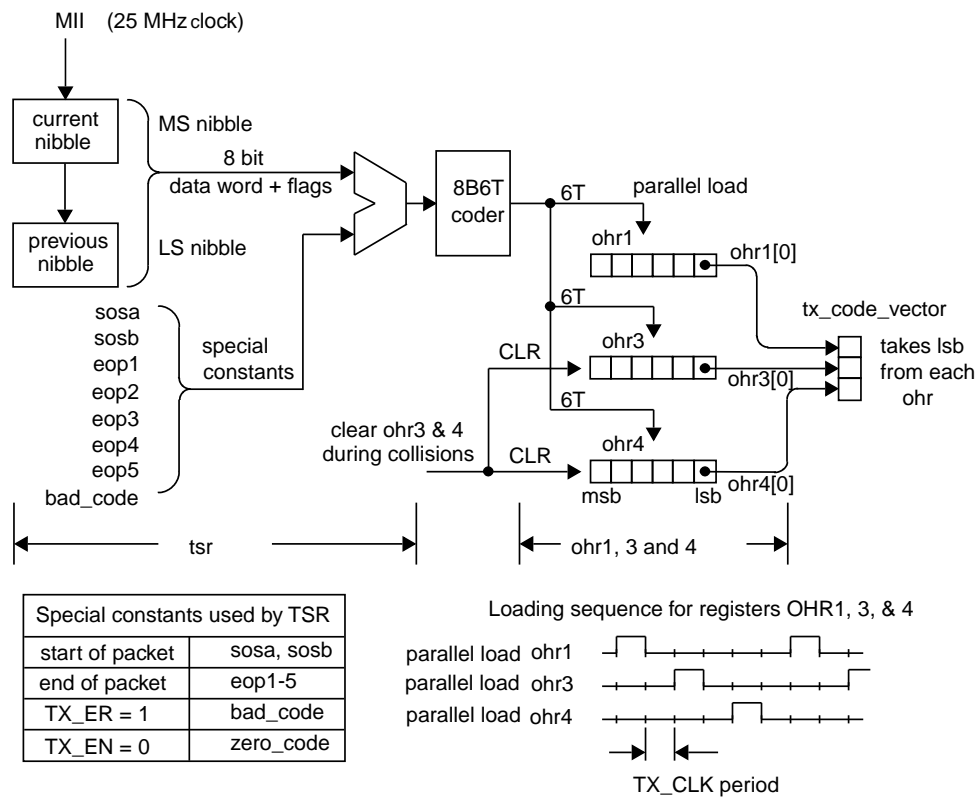 MII (25 MHz clock)
current
nibble
previous
nibble
MS nibble
8 bit
data word + flags
LS nibble
8B6T
coder
6T
parallel load
ohr1
ohr1[0]
6T
ohr3
CLR
ohr3[0]
tx_code_vector
takes lsb
from each
ohr
sosa
sosb
eop1
eop2
eop3
eop4
eop5
bad_code
special
constants
clear ohr3 & 4
during collisions
6T
ohr4
CLR
ohr4[0]
msb
lsb
tsr
ohr1, 3 and 4
Special constants used by TSR
start of packet sosa, sosb
end of packet eop1-5
TX_ER = 1 bad_code
TX_EN = 0 zero_code
Loading sequence for registers OHR1, 3, & 4
parallel load ohr1
parallel load ohr3
parallel load ohr4
TX_CLK period